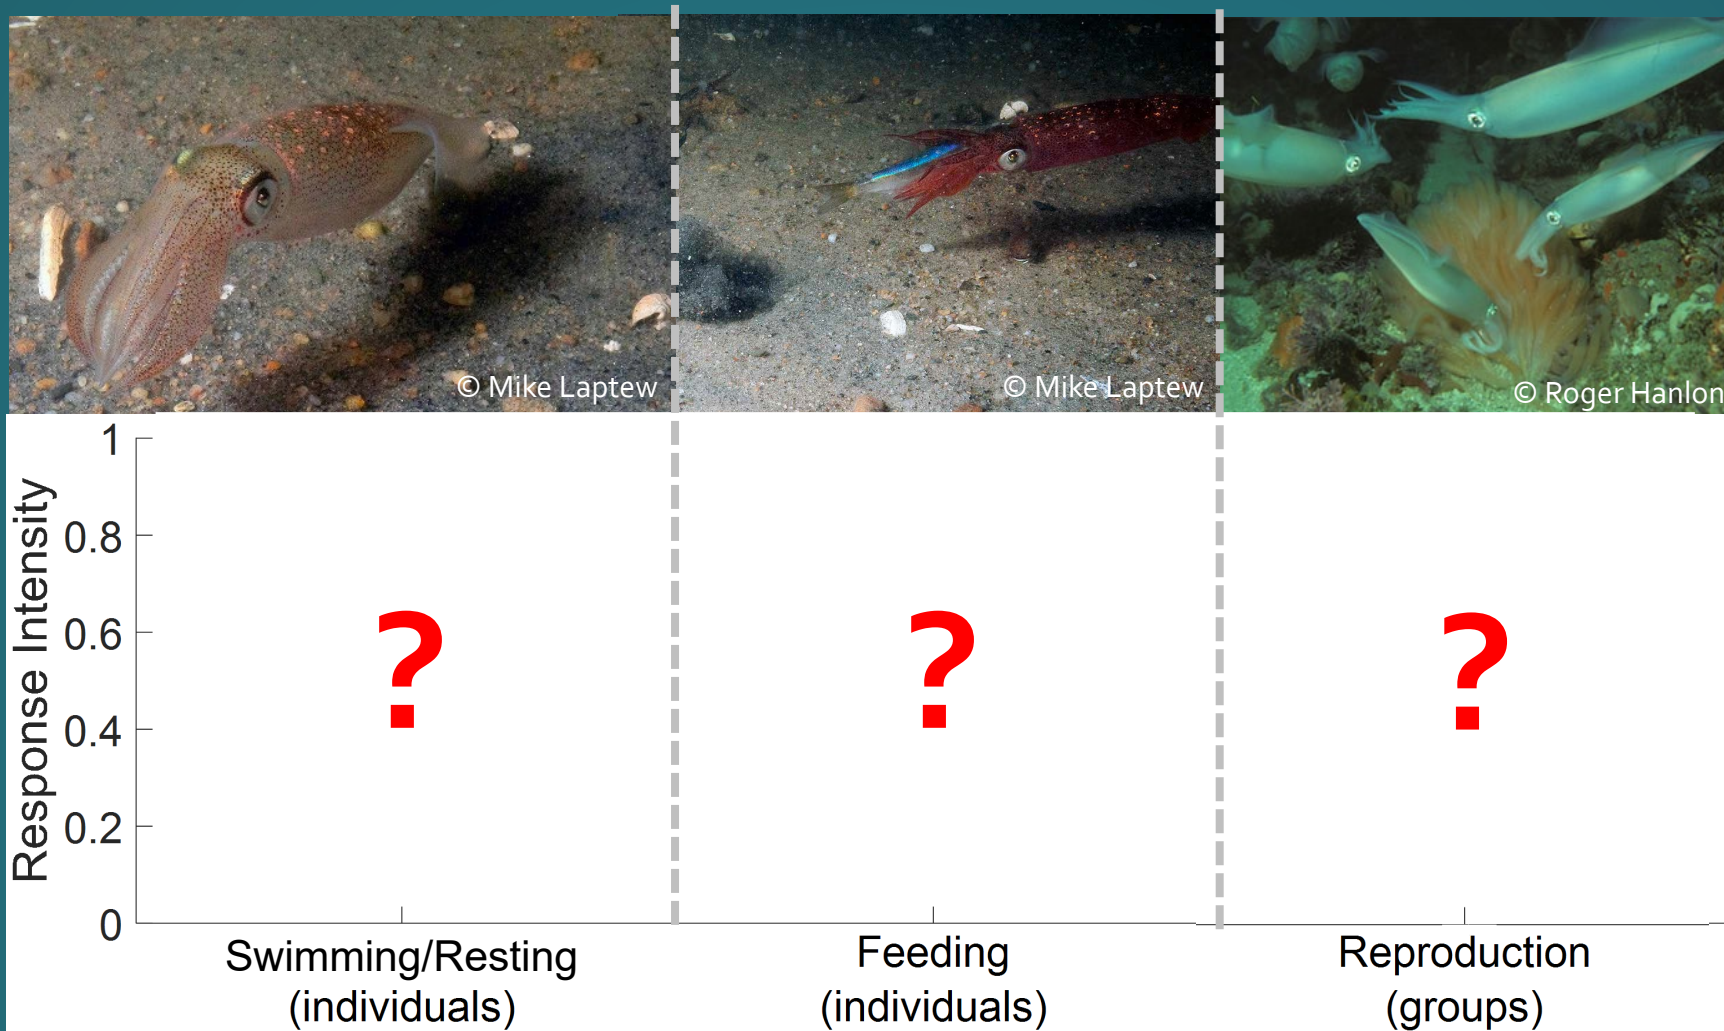 © Mike Laptew
© Mike Laptew
© Roger Hanlon
Response Intensity
1
0.8
0.6
0.4
0.2
0
?
?
?
Swimming/Resting
(individuals)
Feeding
(individuals)
Reproduction
(groups)